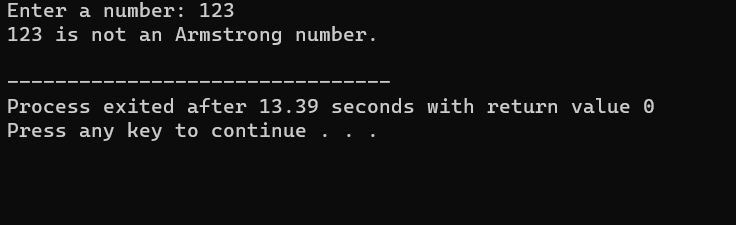 Enter a number: 123
123 is not an Armstrong number.
--------------------------------
Process exited after 13.39 seconds with return value 0
Press any key to continue . . .